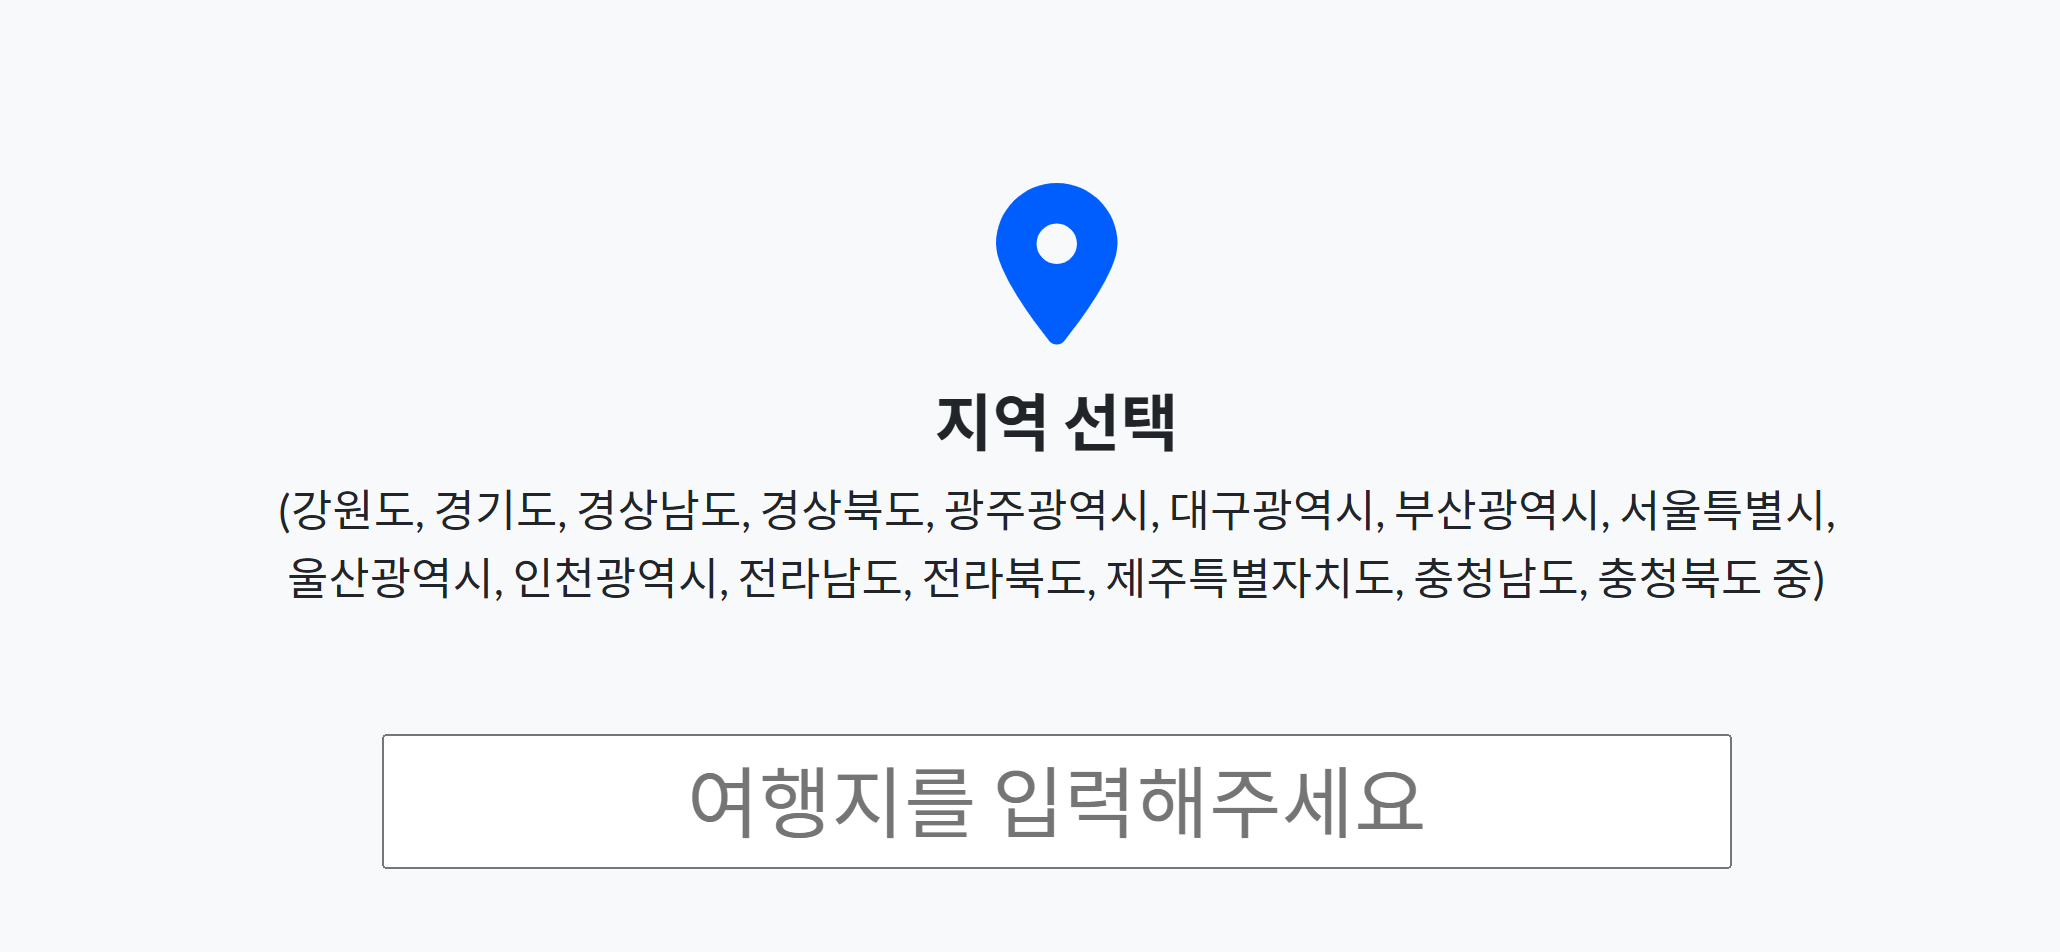 지역 선택
(강원도, 경기도, 경상남도, 경상북도, 광주광역시, 대구광역시, 부산광역시, 서울특별시,
울산광역시, 인천광역시, 전라남도, 전라북도, 제주특별자치도, 충청남도, 충청북도 중)
여행지를 입력해주세요